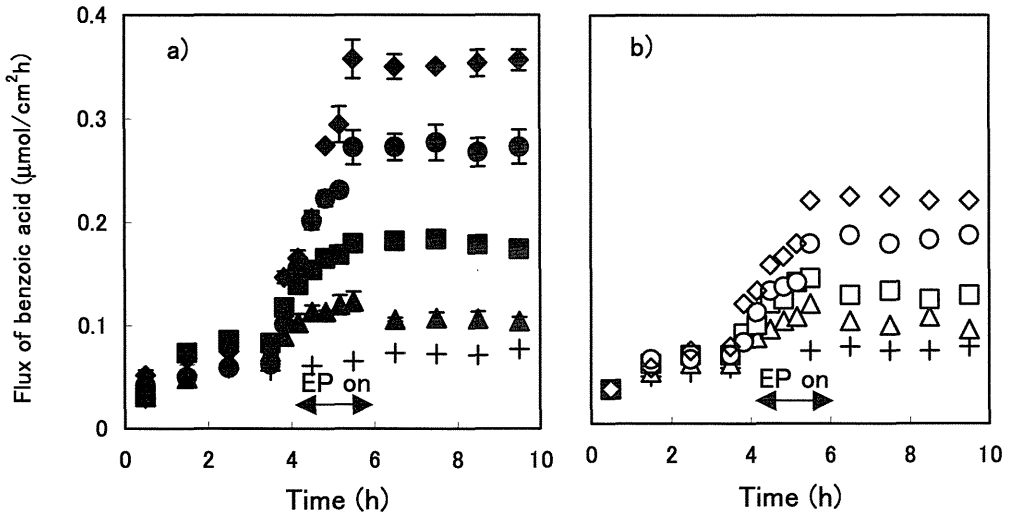 a)
b)
Flux of benzoic acid (μmol/cm²h)
0.4
0.3
0.2
0.1
0
EP on
EP on
0 2 4 6 8 10
0 2 4 6 8 10
Time (h)
Time (h)